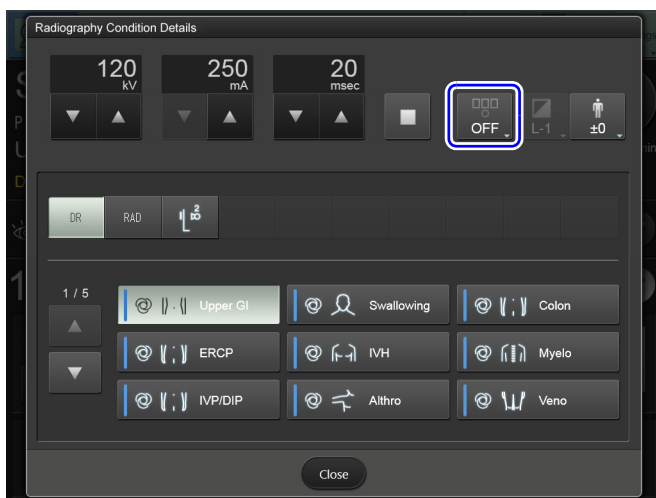 Radiography Condition Details
120
kV
250
mA
20
msec
OFF
L-1
±0
DR
RAD
2
1 / 5
Upper GI
Swallowing
Colon
ERCP
IVH
Myelo
IVP/DIP
Althro
Veno
Close